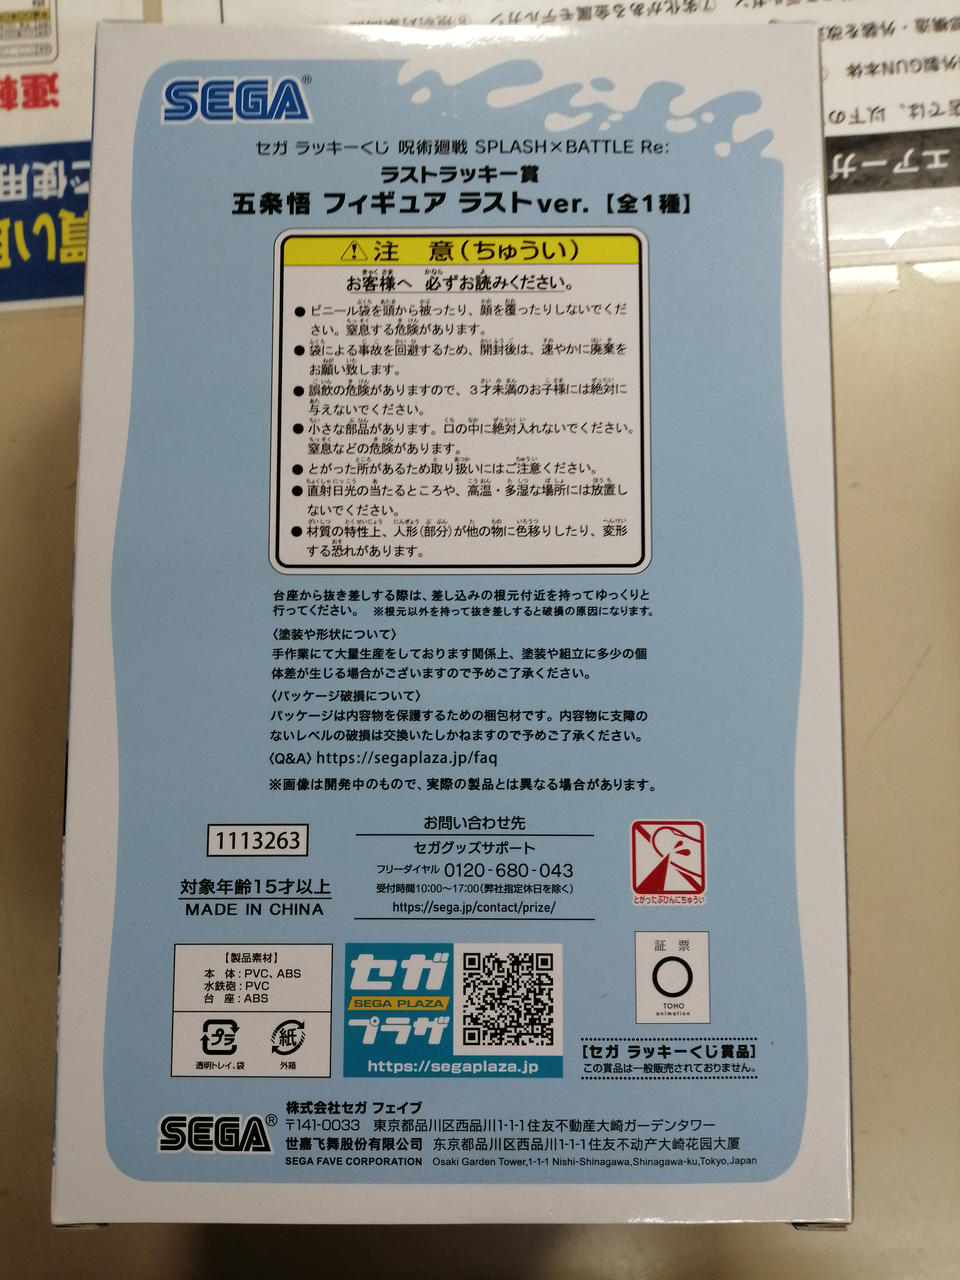 SEGA®
セガ ラッキーくじ 呪術廻戦 SPLASH×BATTLE Re:
ラストラッキー賞
五条悟 フィギュア ラストver.【全1種】
⚠注 意(ちゅうい)
お客様へ 必ずお読みください。
●ビニール袋を頭から被ったり、顔を覆ったりしないでくだ
さい。窒息する危険があります。
●袋による事故を回避するため、開封後は、速やかに廃棄を
お願い致します。
●誤飲の危険がありますので、3才未満のお子様には絶対に
与えないでください。
●小さな部品があります。口の中に絶対入れないでください。
窒息などの危険があります。
●とがった所があるため取り扱いにはご注意ください。
●直射日光の当たるところや、高温・多湿な場所には放置し
ないでください。
●材質の特性上、人形(部分)が他の物に色移りしたり、変形
する恐れがあります。
台座から抜き差しする際は、差し込みの根元付近を持ってゆっくりと
行ってください。 ※根元以外を持って抜き差しすると破損の原因になります。
〈塗装や形状について〉
手作業にて大量生産をしております関係上、塗装や組立に多少の個
体差が生じる場合がございますので予めご了承ください。
〈パッケージ破損について〉
パッケージは内容物を保護するための梱包材です。内容物に支障の
ないレベルの破損は交換いたしかねますので予めご了承ください。
〈Q&A〉https://segaplaza.jp/faq
※画像は開発中のもので、実際の製品とは異なる場合があります。
1113263
対象年齢15才以上
MADE IN CHINA
お問い合わせ先
セガグッズサポート
フリーダイヤル 0120-680-043
受付時間10:00〜17:00(弊社指定休日を除く)
https://sega.jp/contact/prize/
とがったぶひんにちゅうい
【製品素材】
本 体:PVC、ABS
水鉄砲:PVC
台 座:ABS
プラ
透明トレイ、袋
紙
外箱
セガ
SEGA PLAZA
プラザ
https://segaplaza.jp
証 票
TOHO
animation
【セガ ラッキーくじ賞品】
この賞品は一般販売されておりません。
SEGA®
株式会社セガ フェイブ
〒141-0033 東京都品川区西品川1-1-1住友不動産大崎ガーデンタワー
世嘉飞舞股份有限公司 东京都品川区西品川1-1-1住友不动产大崎花园大厦
SEGA FAVE CORPORATION Osaki Garden Tower,1-1-1 Nishi-Shinagawa,Shinagawa-ku,Tokyo,Japan